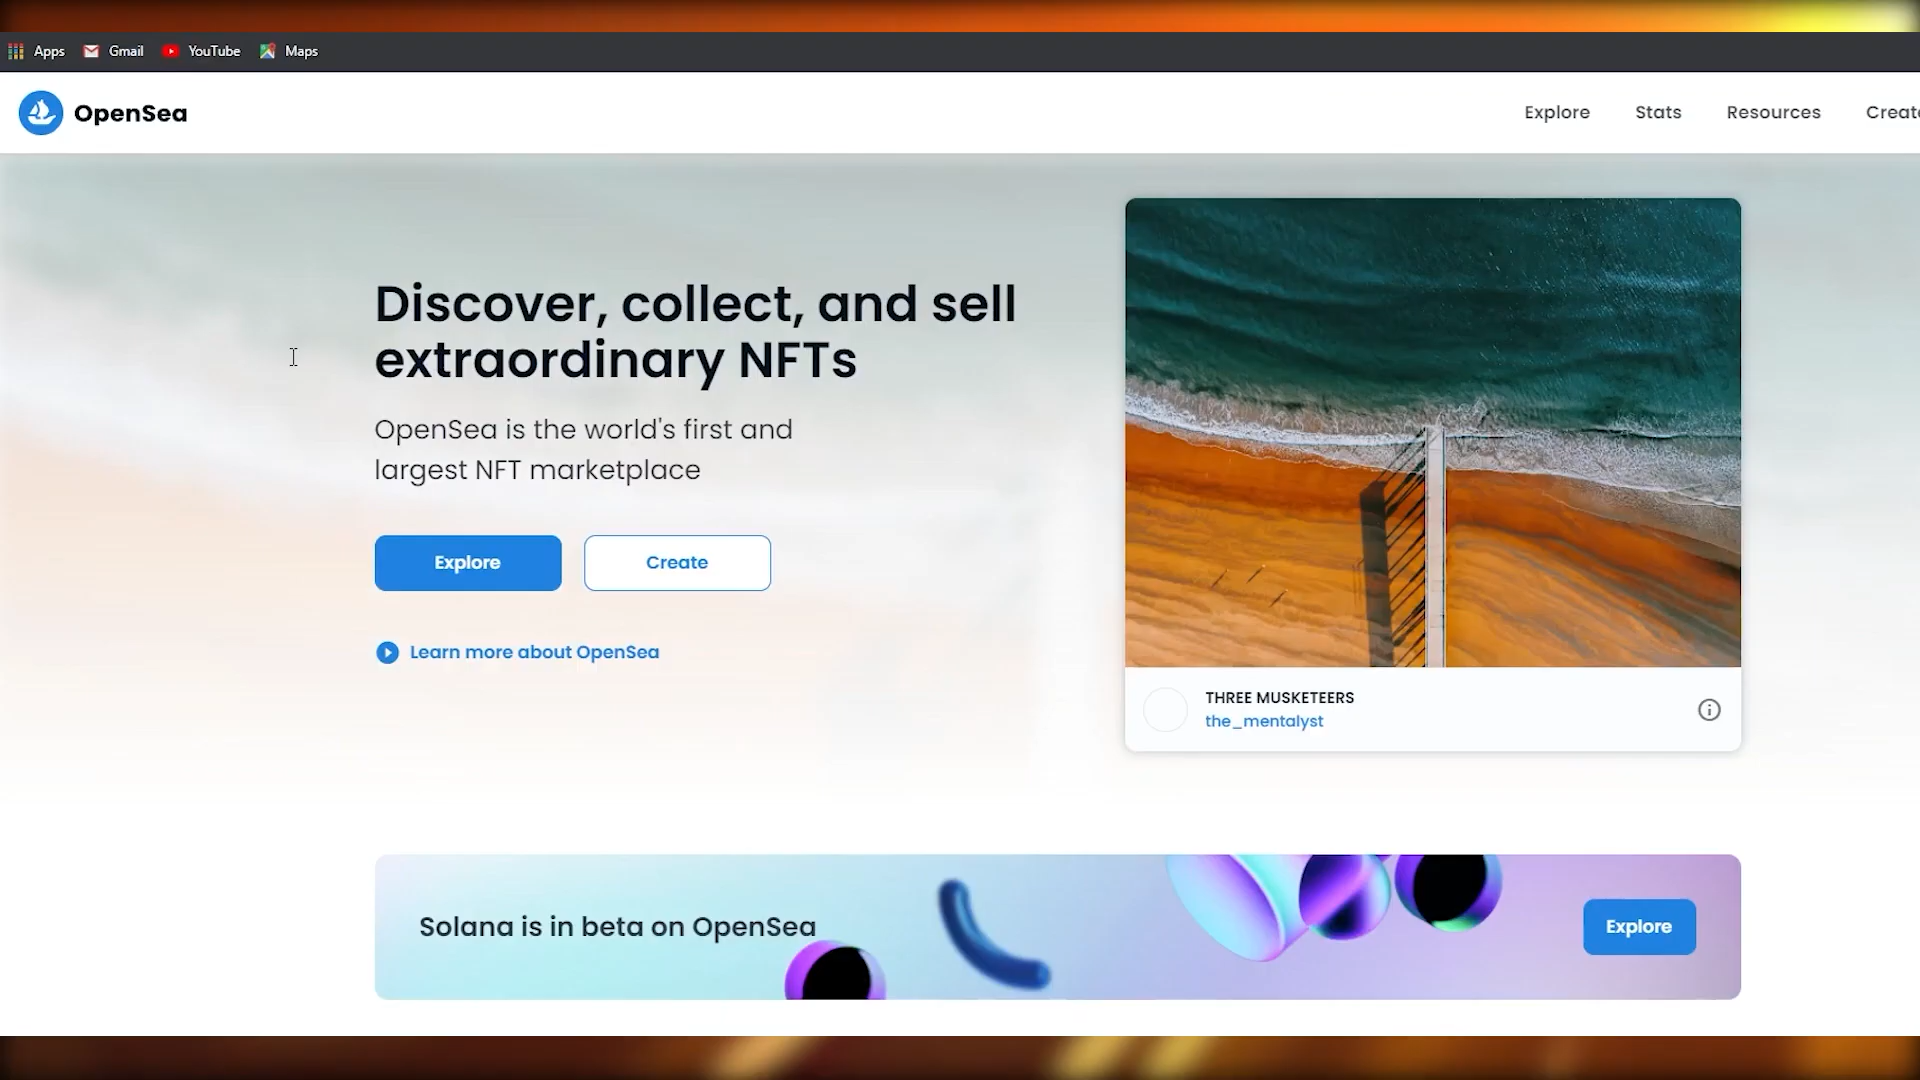 Apps Gmail YouTube Maps
OpenSea
Explore Stats Resources
Discover, collect, and sell
extraordinary NFTs
OpenSea is the world's first and
largest NFT marketplace
Explore Create
Learn more about OpenSea
THREE MUSKETEERS
the_mentalyst
Solana is in beta on OpenSea
Explore